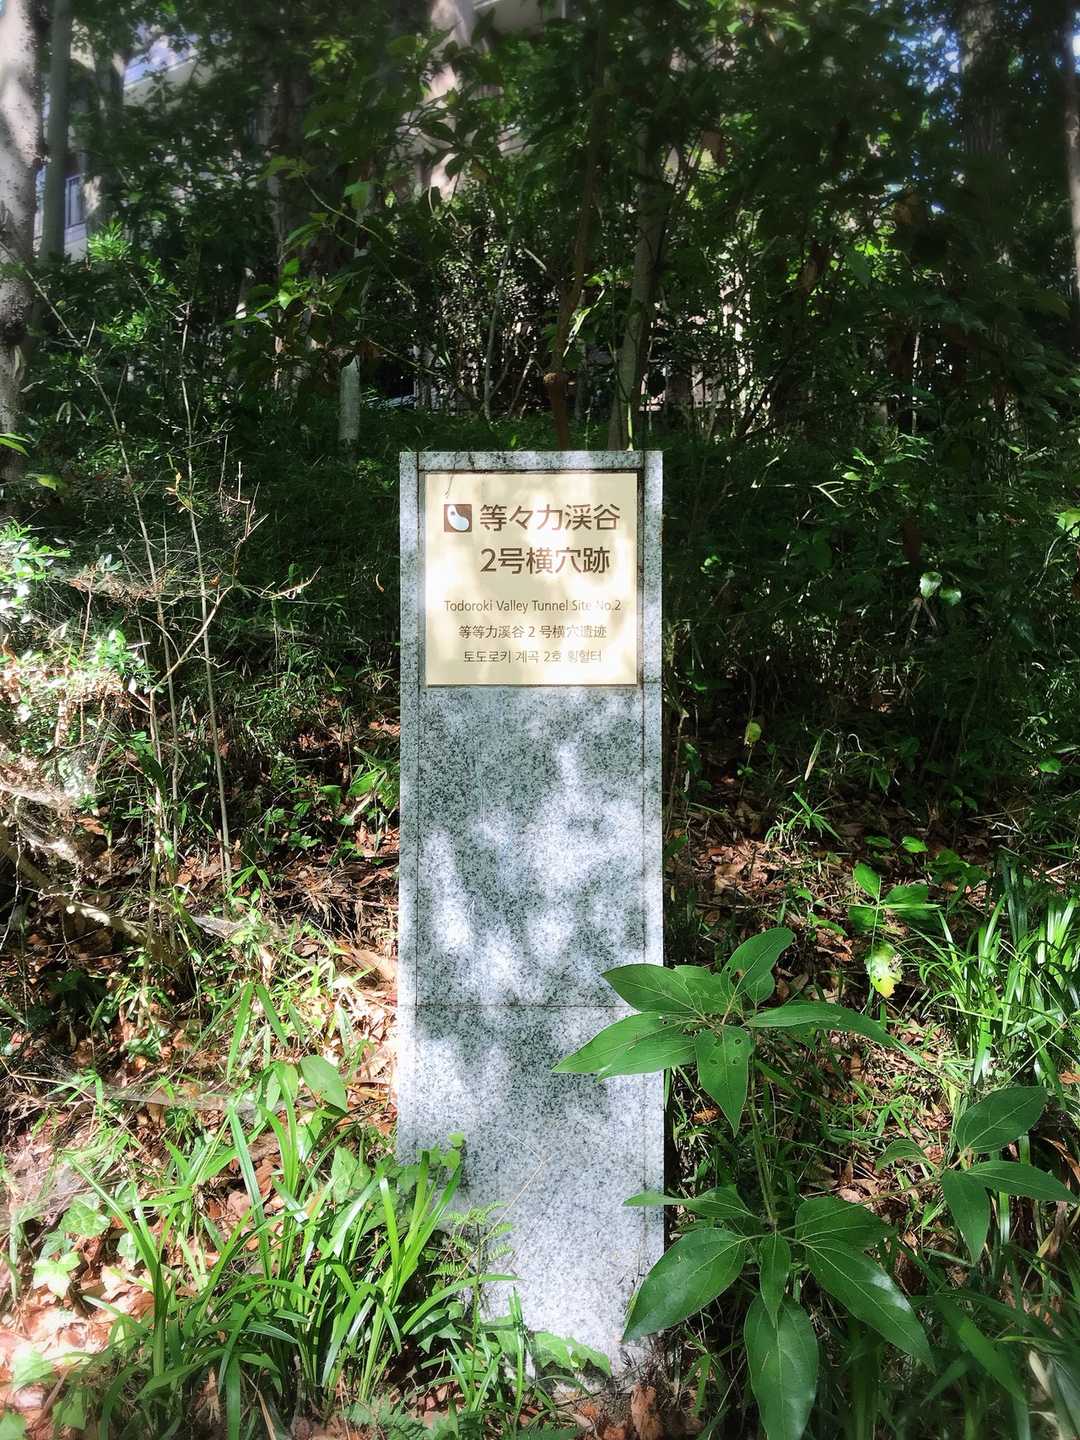 等々力渓谷
2号横穴跡
Todoroki Valley Tunnel Site No.2
等等力溪谷 2 号横穴遗迹
토도로키 계곡 2호 횡혈터